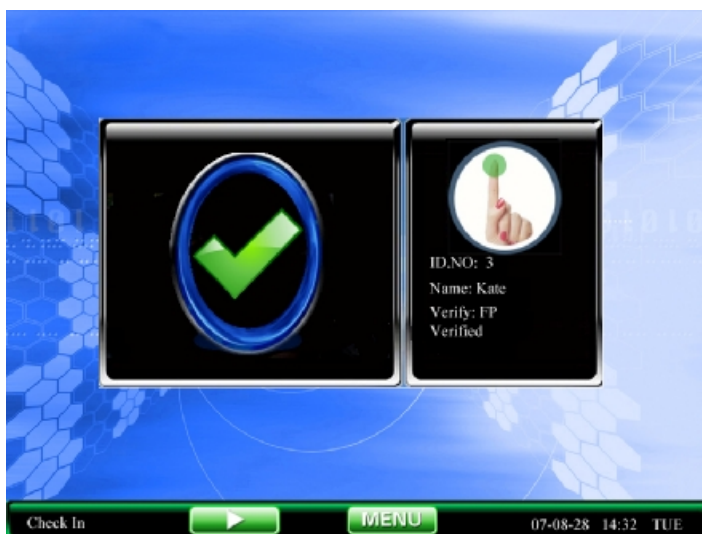 ID.NO: 3
Name: Kate
Verify: FP
Verified
Check In
MENU
07-08-28 14:32 TUE